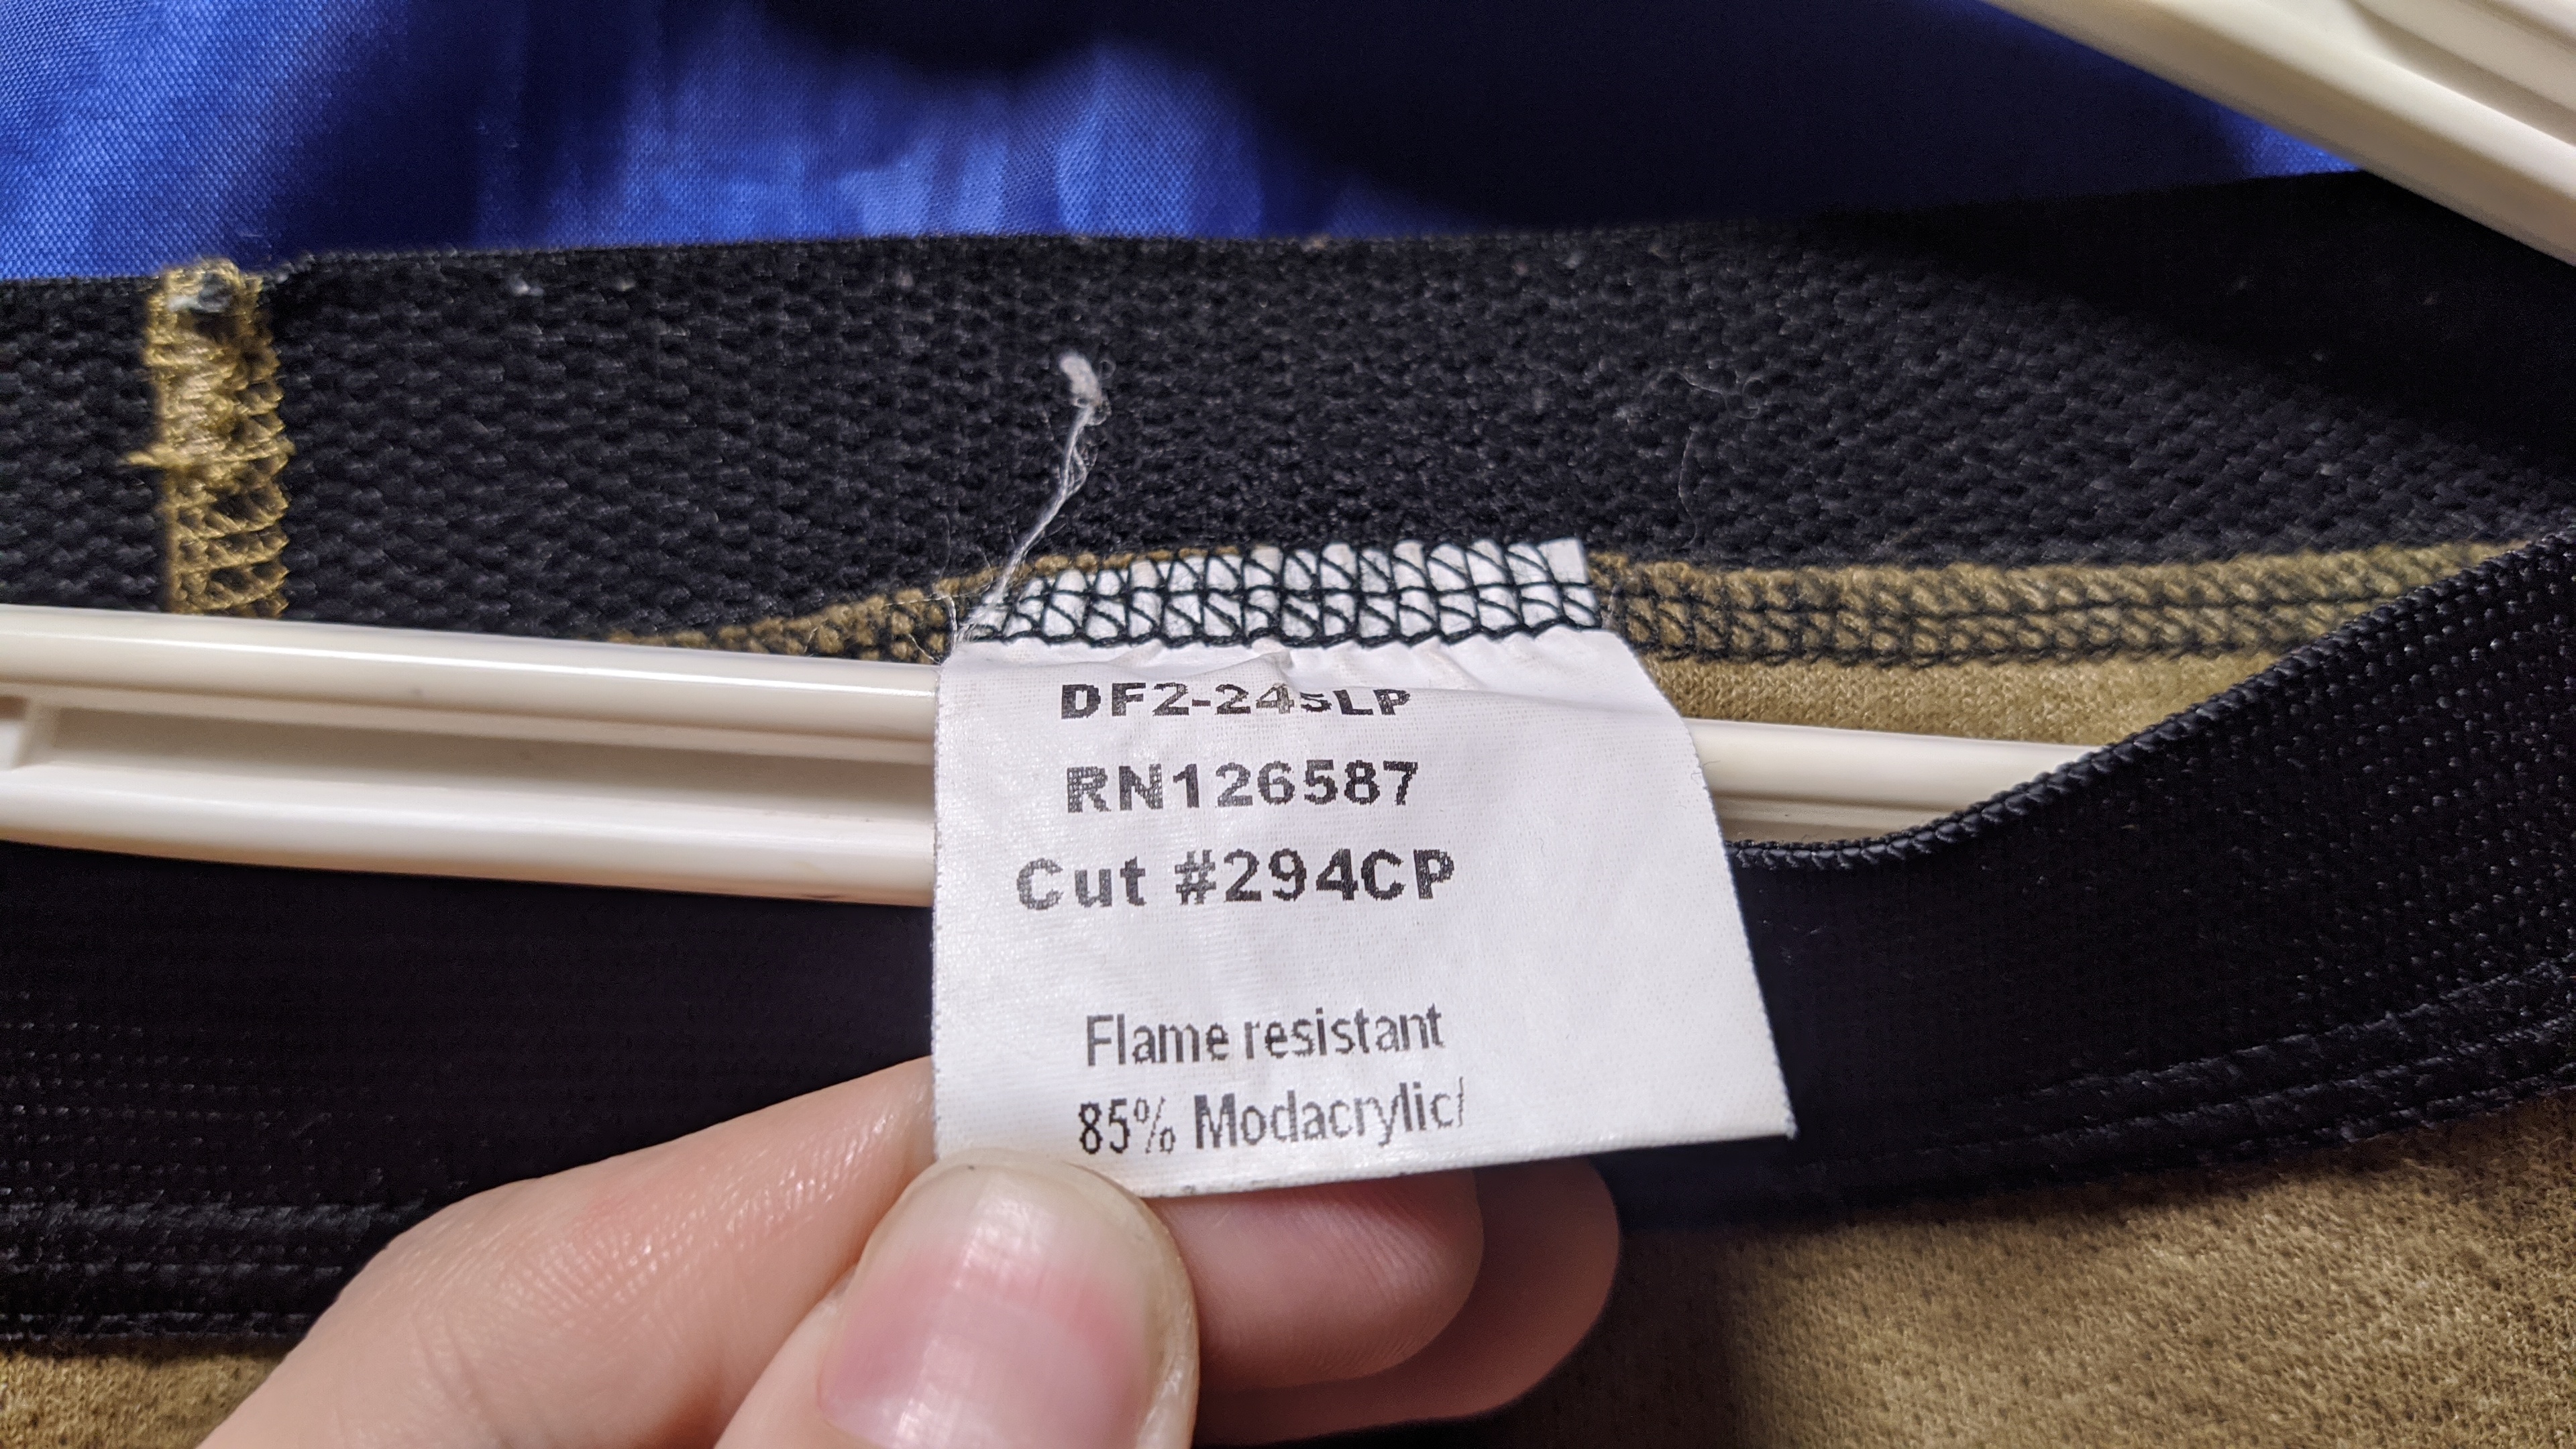 DF2-245LP
RN126587
Cut #294CP
Flame resistant
85% Modacrylic/